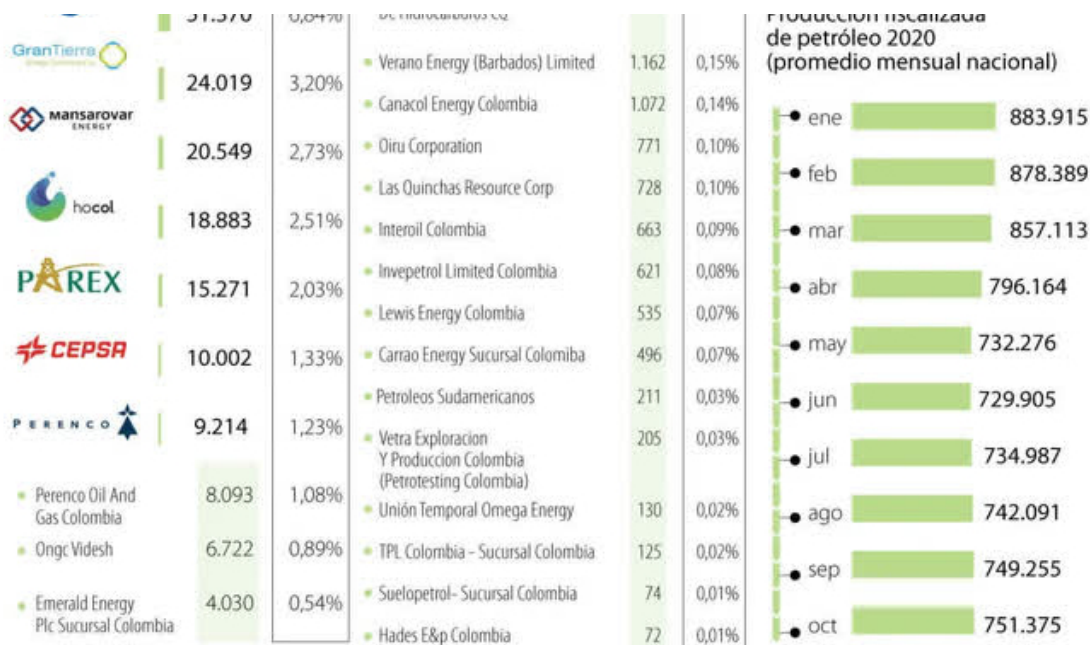 51.370 6,84%
GranTierra
24.019 3,20%
mansarovar
ENERGY
20.549 2,73%
hocol
18.883 2,51%
PAREX
15.271 2,03%
CEPSA
10.002 1,33%
PERENCO
9.214 1,23%
Perenco Oil And
Gas Colombia
8.093 1,08%
Ongc Videsh 6.722 0,89%
Emerald Energy
Plc Sucursal Colombia
4.030 0,54%
De Hidrocarburos CQ
Verano Energy (Barbados) Limited 1.162 0,15%
Canacol Energy Colombia 1.072 0,14%
Oiru Corporation 771 0,10%
Las Quinchas Resource Corp 728 0,10%
Interoil Colombia 663 0,09%
Invepetrol Limited Colombia 621 0,08%
Lewis Energy Colombia 535 0,07%
Carrao Energy Sucursal Colomiba 496 0,07%
Petroleos Sudamericanos 211 0,03%
Vetra Exploracion 205 0,03%
Y Produccion Colombia
(Petrotesting Colombia)
Unión Temporal Omega Energy 130 0,02%
TPL Colombia - Sucursal Colombia 125 0,02%
Suelopetrol- Sucursal Colombia 74 0,01%
Hades E&p Colombia 72 0,01%
Producción fiscalizada
de petróleo 2020
(promedio mensual nacional)
ene 883.915
feb 878.389
mar 857.113
abr 796.164
may 732.276
jun 729.905
jul 734.987
ago 742.091
sep 749.255
oct 751.375